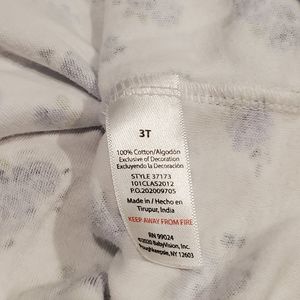 3T
100% Cotton/Algodón
Exclusive of Decoration
Excluyendo la Decoración
STYLE 37173
101CLAS2012
P.O.202009705
Made in / Hecho en
Tirupur, India
KEEP AWAY FROM FIRE
RN 99024
©2020 BabyVision, Inc.
Poughkeepsie, NY 12603